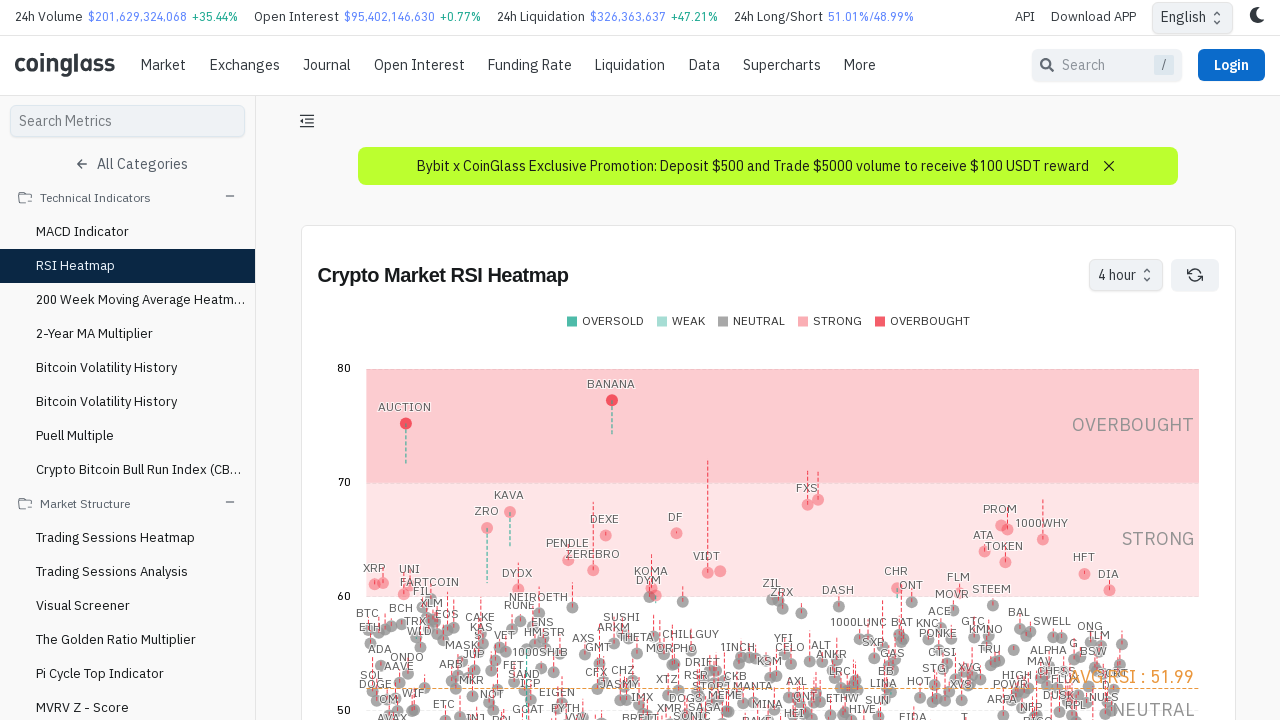 24h Volume $201,629,324,068 +35.44% Open Interest $95,402,146,630 +0.77% 24h Liquidation $326,363,637 +47.21% 24h Long/Short 51.01%/48.99% API Download APP English
coinglass Market Exchanges Journal Open Interest Funding Rate Liquidation Data Supercharts More Search / Login
Search Metrics
All Categories
Technical Indicators
MACD Indicator
RSI Heatmap
200 Week Moving Average Heatm...
2-Year MA Multiplier
Bitcoin Volatility History
Bitcoin Volatility History
Puell Multiple
Crypto Bitcoin Bull Run Index (CB...
Market Structure
Trading Sessions Heatmap
Trading Sessions Analysis
Visual Screener
The Golden Ratio Multiplier
Pi Cycle Top Indicator
MVRV Z - Score
Bybit x CoinGlass Exclusive Promotion: Deposit $500 and Trade $5000 volume to receive $100 USDT reward
Crypto Market RSI Heatmap
4 hour
OVERSOLD WEAK NEUTRAL STRONG OVERBOUGHT
80
BANANA
AUCTION
OVERBOUGHT
70
FXS
KAVA
ZRO
DEXE
DF
PROM
1000WHY
STRONG
PENDLE
ZEREBRO
VIDT
ATA
TOKEN
HFT
XRP
UNI
DYDX
KOMA
CHR
FLM
DIA
FARTCOIN
DYM
ZIL
ZRX
DASH
ONT
STEEM
FIL
MOVR
60
XLM
NEIROETH
RUNE
BTC
BCH
EOS
CAKE
SUSHI
ACE
BAL
ETH
TRX
WLD
KAS
ENS
ARKM
1000LUNC
BAT
KNC
GTC
SWELL
ONG
VET
HMSTR
AXS
THETA
CHILLGUY
YFI
PONKE
KMNO
TLM
ADA
MASK
GMT
MORPHO
1INCH
CELO
ALT
SXP
G
ONDO
JUP
1000SHIB
ANKR
GAS
CTSI
TRU
ALPHA
BSW
AAVE
ARB
FET
CHZ
DRIFT
KSM
BB
STG
XVG
MAV
SOL
DOGE
MKR
SAND
ICP
CFX
DASMY
XTZ
RSR
CKB
AXL
LRC
LINA
HOT
XVS
HIGH
POWR
CHESS
FLUX
AVG RSI : 51.99
TON
WIF
NOT
EIGEN
IMX
DOGS
MEME
MANTA
MINA
ETHW
SUN
ARPA
DUSK
NULS
ETC
GOAT
PYTH
XMR
SAGA
HIVE
NFP
RPL
50
AVAX
INJ
BRETT
SONIC
HEI
FIDA
T
NEUTRAL